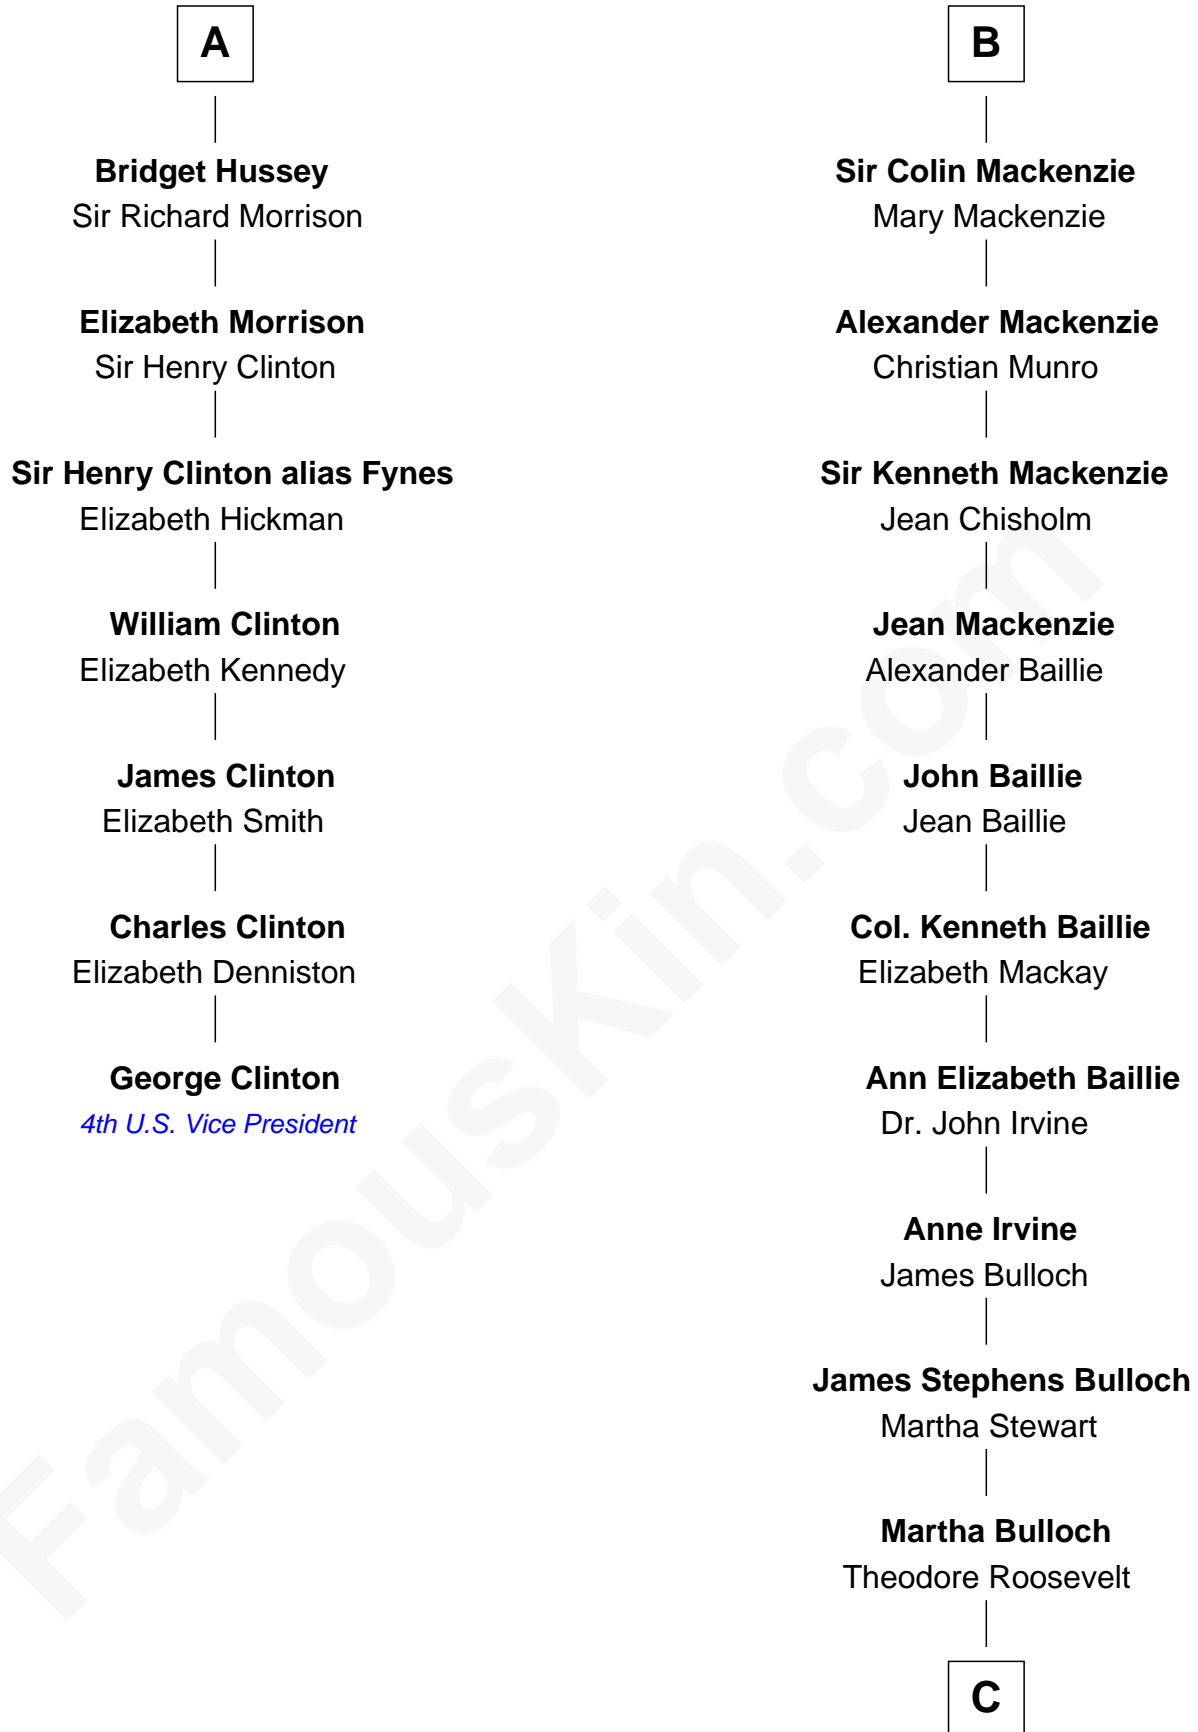 A
Bridget Hussey
Sir Richard Morrison
Elizabeth Morrison
Sir Henry Clinton
Sir Henry Clinton alias Fynes
Elizabeth Hickman
William Clinton
Elizabeth Kennedy
James Clinton
Elizabeth Smith
Charles Clinton
Elizabeth Denniston
George Clinton
4th U.S. Vice President
B
Sir Colin Mackenzie
Mary Mackenzie
Alexander Mackenzie
Christian Munro
Sir Kenneth Mackenzie
Jean Chisholm
Jean Mackenzie
Alexander Baillie
John Baillie
Jean Baillie
Col. Kenneth Baillie
Elizabeth Mackay
Ann Elizabeth Baillie
Dr. John Irvine
Anne Irvine
James Bulloch
James Stephens Bulloch
Martha Stewart
Martha Bulloch
Theodore Roosevelt
C
FamousKin.com